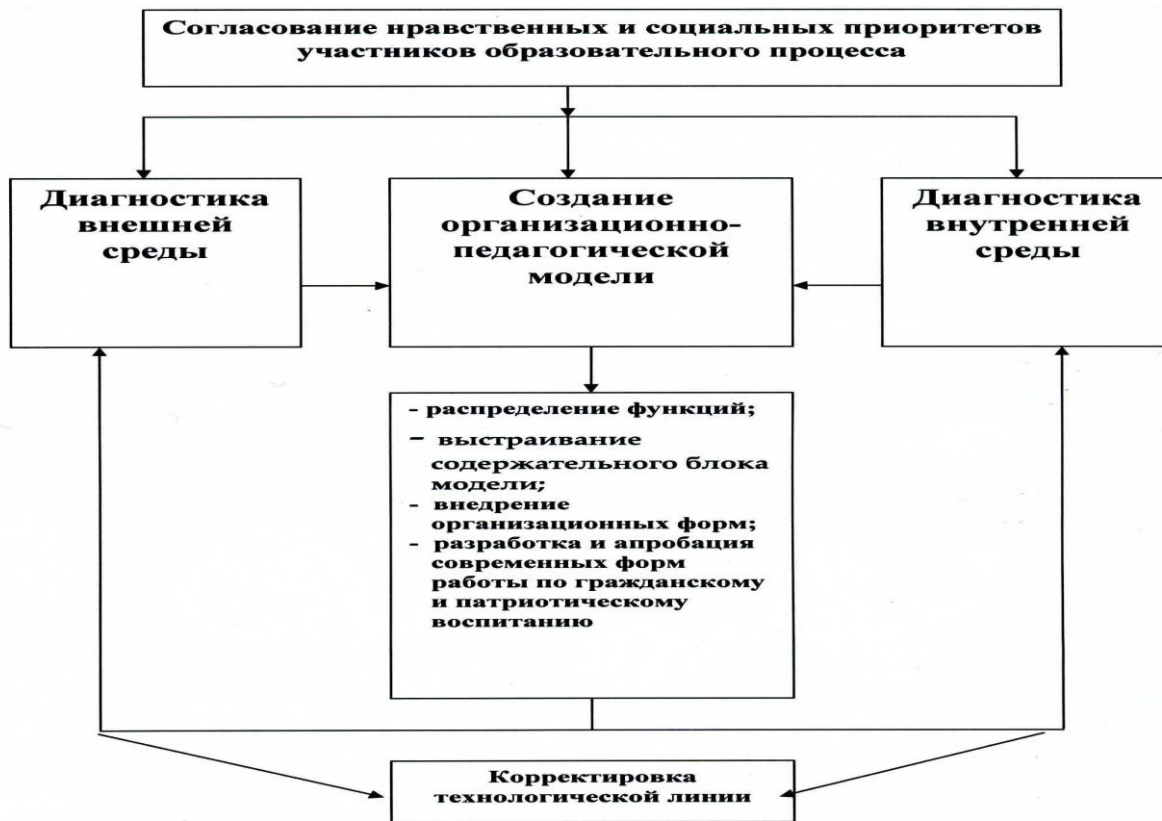 Согласование нравственных и социальных приоритетов
участников образовательного процесса
Диагностика
внешней
среды
Создание
организационно-
педагогической
модели
Диагностика
внутренней
среды
- распределение функций;
- выстраивание
содержательного блока
модели;
- внедрение
организационных форм;
- разработка и апробация
современных форм
работы по гражданскому
и патриотическому
воспитанию
Корректировка
технологической линии